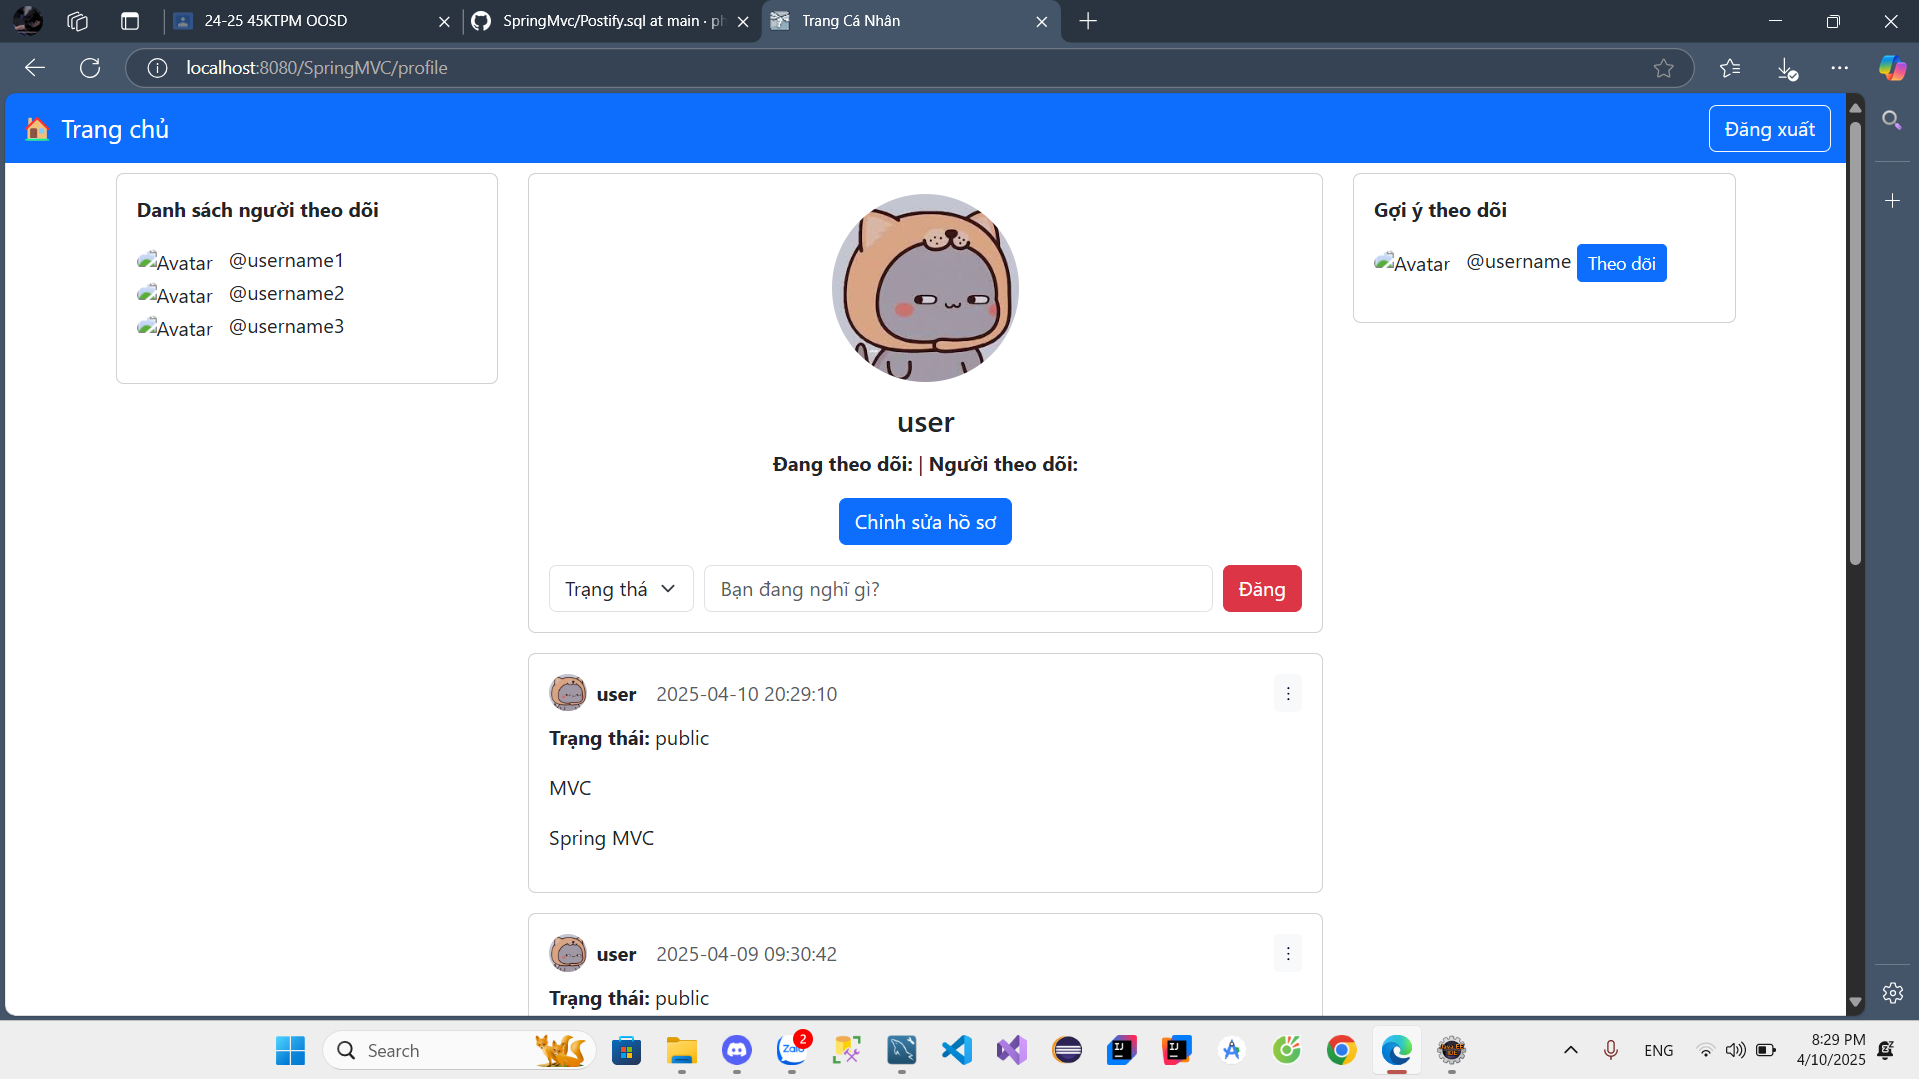 24-25 45KTPM OOSD
SpringMvc/Postify.sql at main · ph
Trang Cá Nhân
localhost:8080/SpringMVC/profile
Trang chủ
Đăng xuất
Danh sách người theo dõi
Avatar @username1
Avatar @username2
Avatar @username3
user
Đang theo dõi: | Người theo dõi:
Chỉnh sửa hồ sơ
Trạng thá
Bạn đang nghĩ gì?
Đăng
Gợi ý theo dõi
Avatar @username Theo dõi
user 2025-04-10 20:29:10
Trạng thái: public
MVC
Spring MVC
user 2025-04-09 09:30:42
Trạng thái: public
Search
Zalo
2
ENG
8:29 PM
4/10/2025